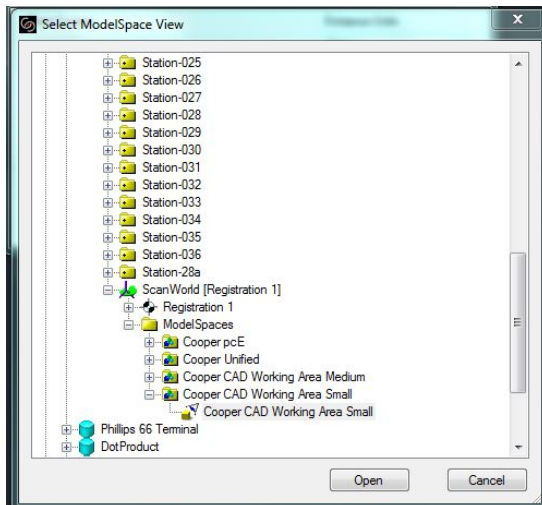 Select ModelSpace View
x
Station-025
Station-026
Station-027
Station-028
Station-029
Station-030
Station-031
Station-032
Station-033
Station-034
Station-035
Station-036
Station-28a
ScanWorld [Registration 1]
Registration 1
ModelSpaces
Cooper pcE
Cooper Unified
Cooper CAD Working Area Medium
Cooper CAD Working Area Small
Cooper CAD Working Area Small
Phillips 66 Terminal
DotProduct
Open Cancel